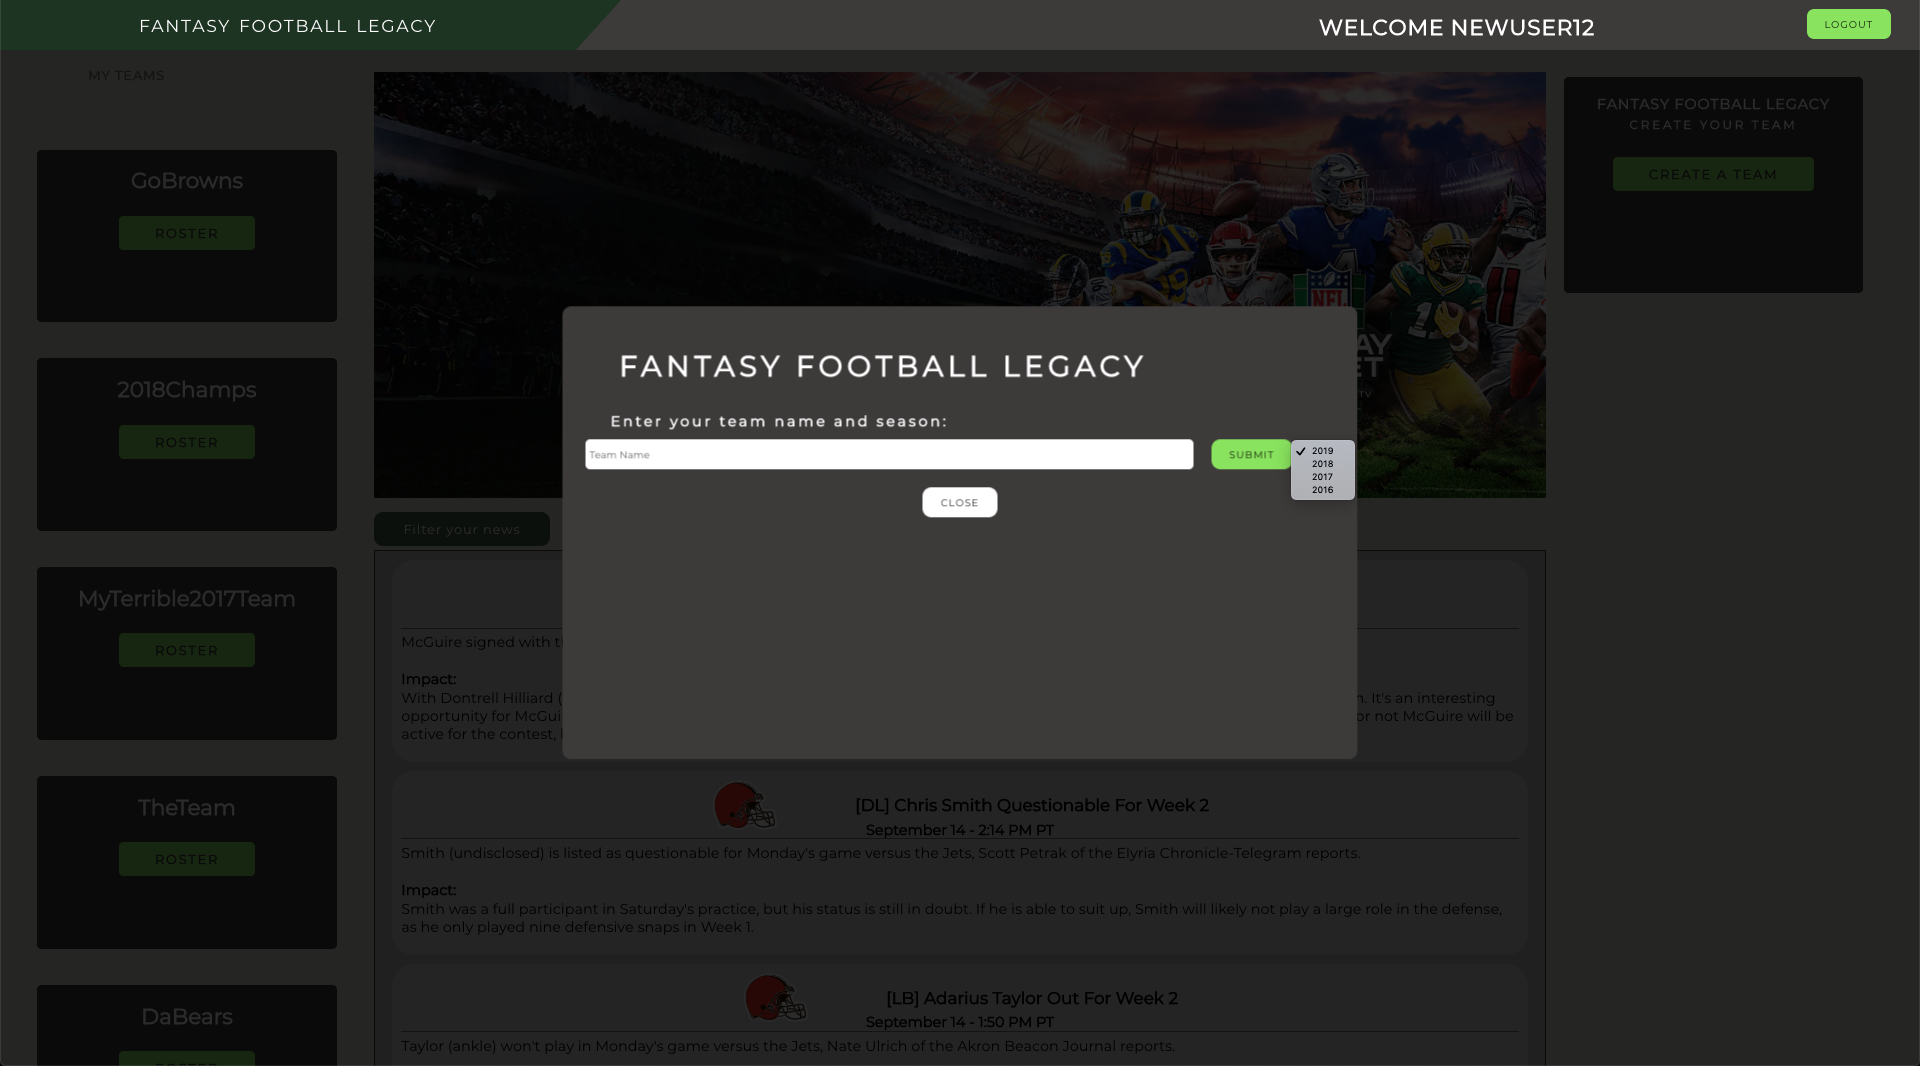 FANTASY FOOTBALL LEGACY
WELCOME NEWUSER12
LOGOUT
MY TEAMS
GoBrowns
ROSTER
2018Champs
ROSTER
MyTerrible2017Team
ROSTER
TheTeam
ROSTER
DaBears
ROSTER
NFL
FANTASY FOOTBALL LEGACY
CREATE YOUR TEAM
CREATE A TEAM
FANTASY FOOTBALL LEGACY
Enter your team name and season:
Team Name
SUBMIT
2019
2018
2017
2016
CLOSE
Filter your news
McGuire signed with
Impact:
With Dontrell Hilliard ( It's an interesting
opportunity for or not McGuire will be
active for the contest,
[DL] Chris Smith Questionable For Week 2
September 14 - 2:14 PM PT
Smith (undisclosed) is listed as questionable for Monday's game versus the Jets, Scott Petrak of the Elyria Chronicle-Telegram reports.
Impact:
Smith was a full participant in Saturday's practice, but his status is still in doubt. If he is able to suit up, Smith will likely not play a large role in the defense,
as he only played nine defensive snaps in Week 1.
[LB] Adarius Taylor Out For Week 2
September 14 - 1:50 PM PT
Taylor (ankle) won't play in Monday's game versus the Jets, Nate Ulrich of the Akron Beacon Journal reports.